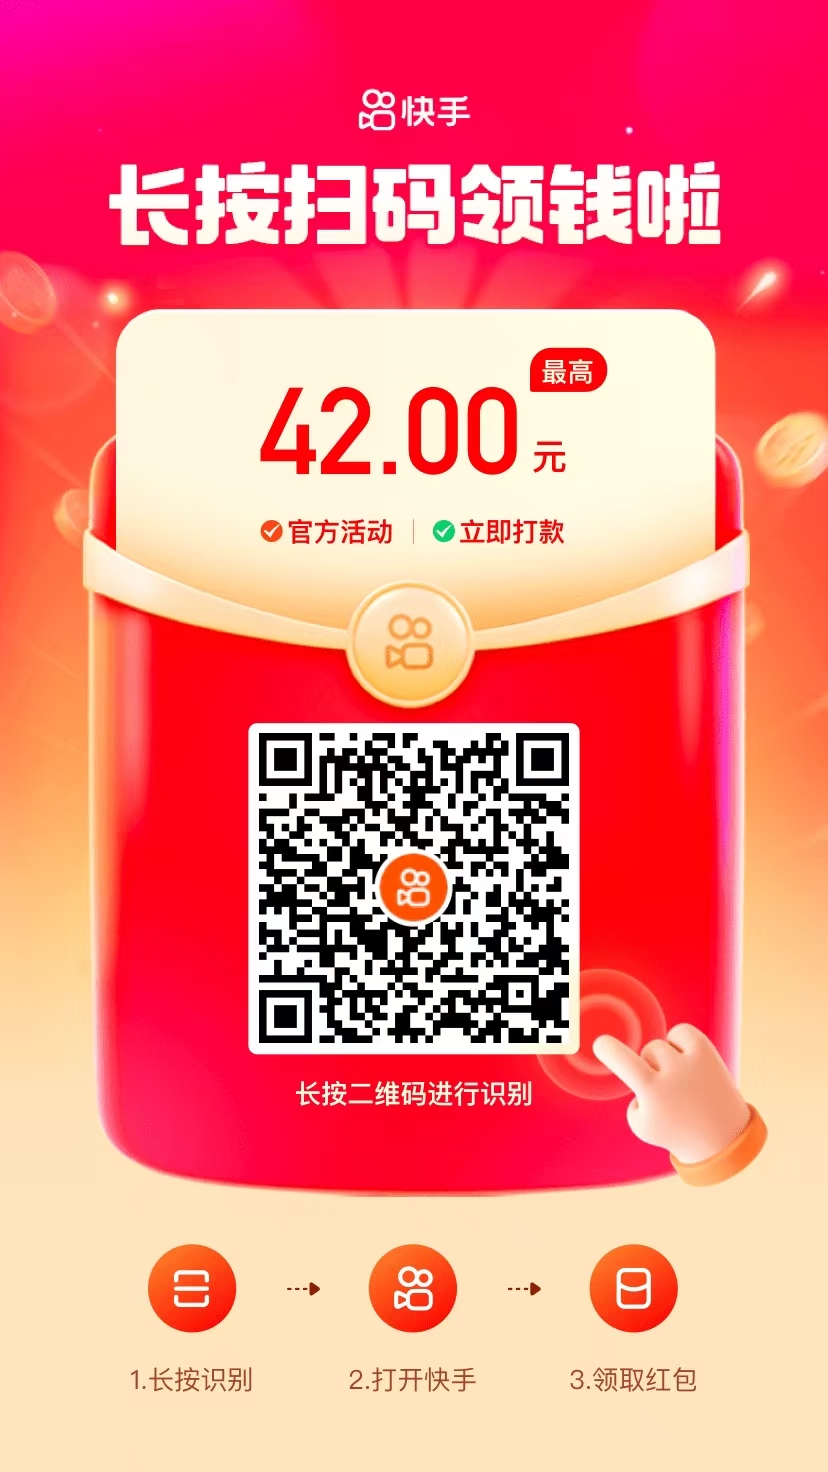 快手
长按扫码领钱啦
最高
42.00元
官方活动 立即打款
长按二维码进行识别
1.长按识别 2.打开快手 3.领取红包